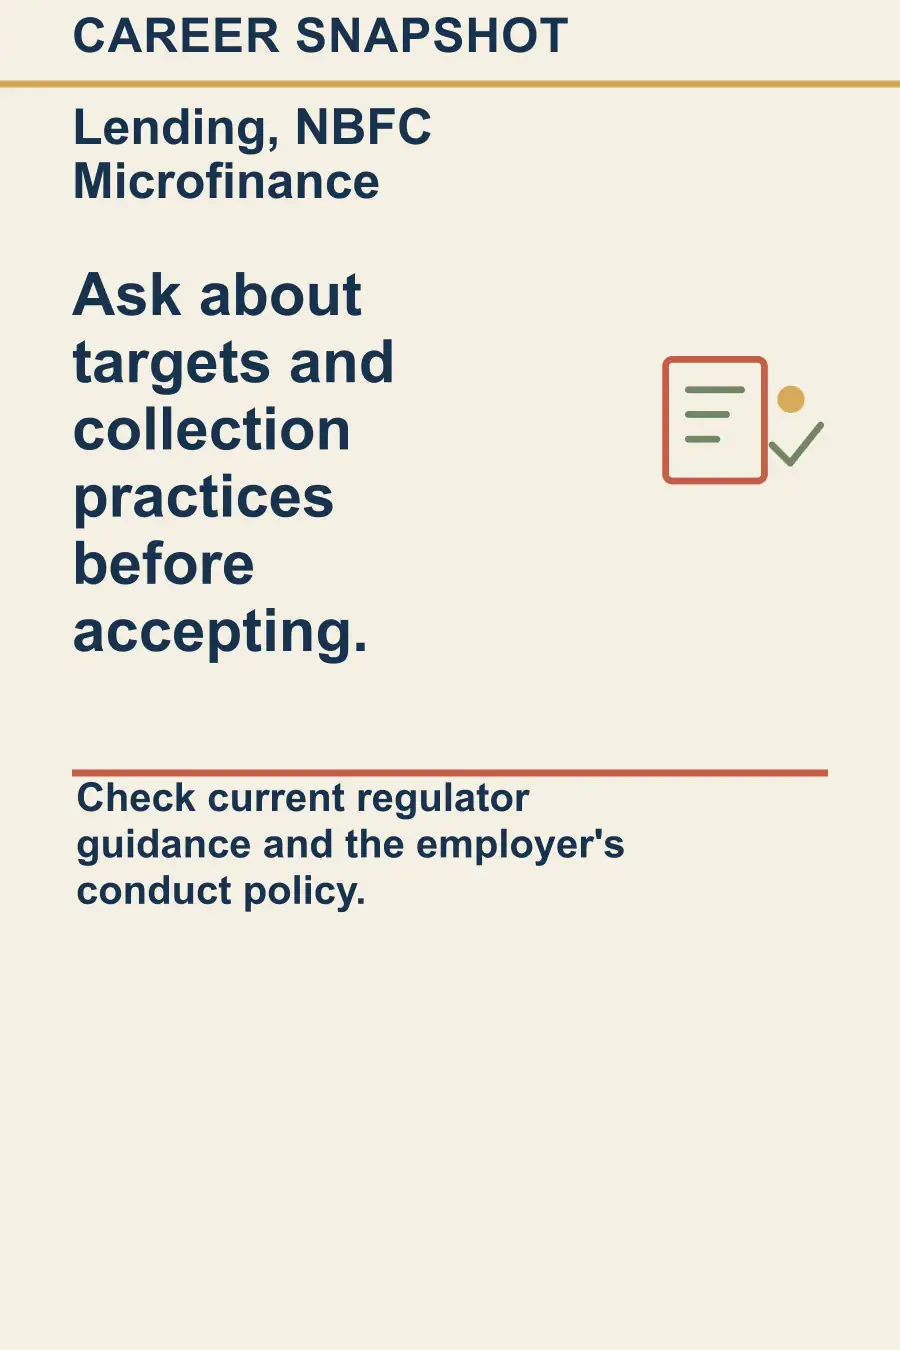 CAREER SNAPSHOT
Lending, NBFC
Microfinance
Ask about
targets and
collection
practices
before
accepting.
Check current regulator
guidance and the employer's
conduct policy.